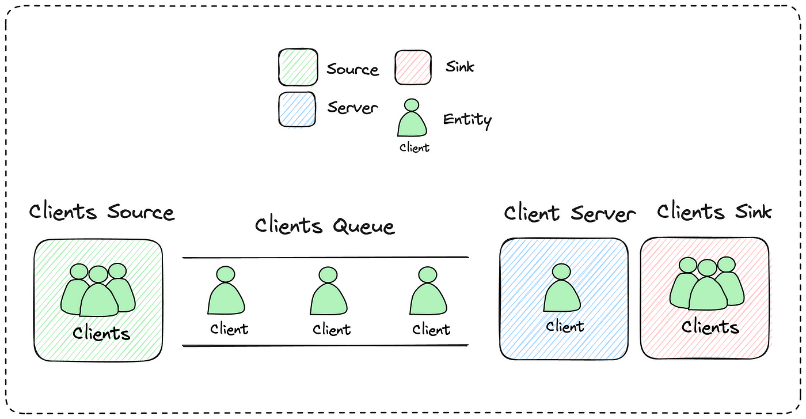 Source
Sink
Server
Entity
Client
Clients Source
Clients Queue
Client Server
Clients Sink
Clients
Client
Client
Client
Client
Clients